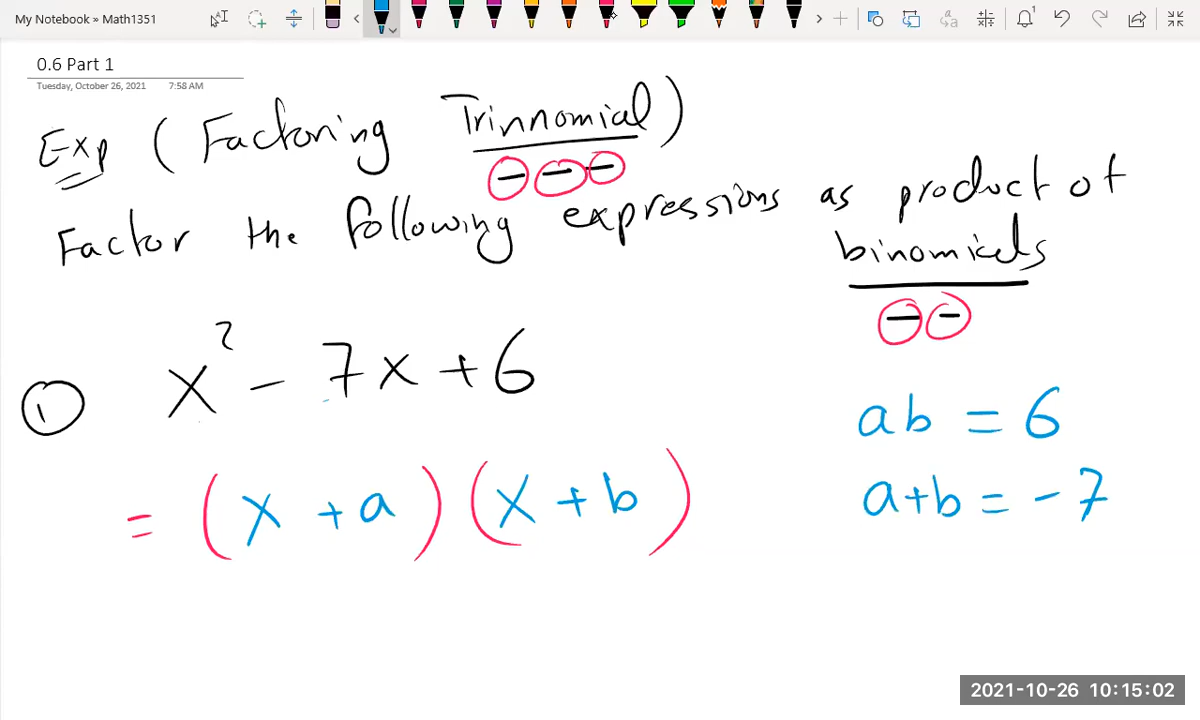 My Notebook » Math1351
0.6 Part 1
Tuesday, October 26, 2021 7:58 AM
Exp (Factoring Trinnomial)
Factor the following expressions as product of
binomials
① x² - 7x + 6
ab = 6
= (x + a) (x + b)
a+b = -7
2021-10-26 10:15:02